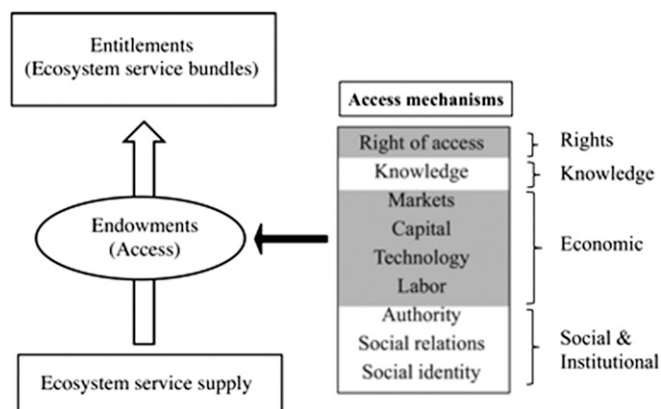 Entitlements
(Ecosystem service bundles)
Endowments
(Access)
Ecosystem service supply
Access mechanisms
Right of access
Knowledge
Markets
Capital
Technology
Labor
Authority
Social relations
Social identity
Rights
Knowledge
Economic
Social &
Institutional